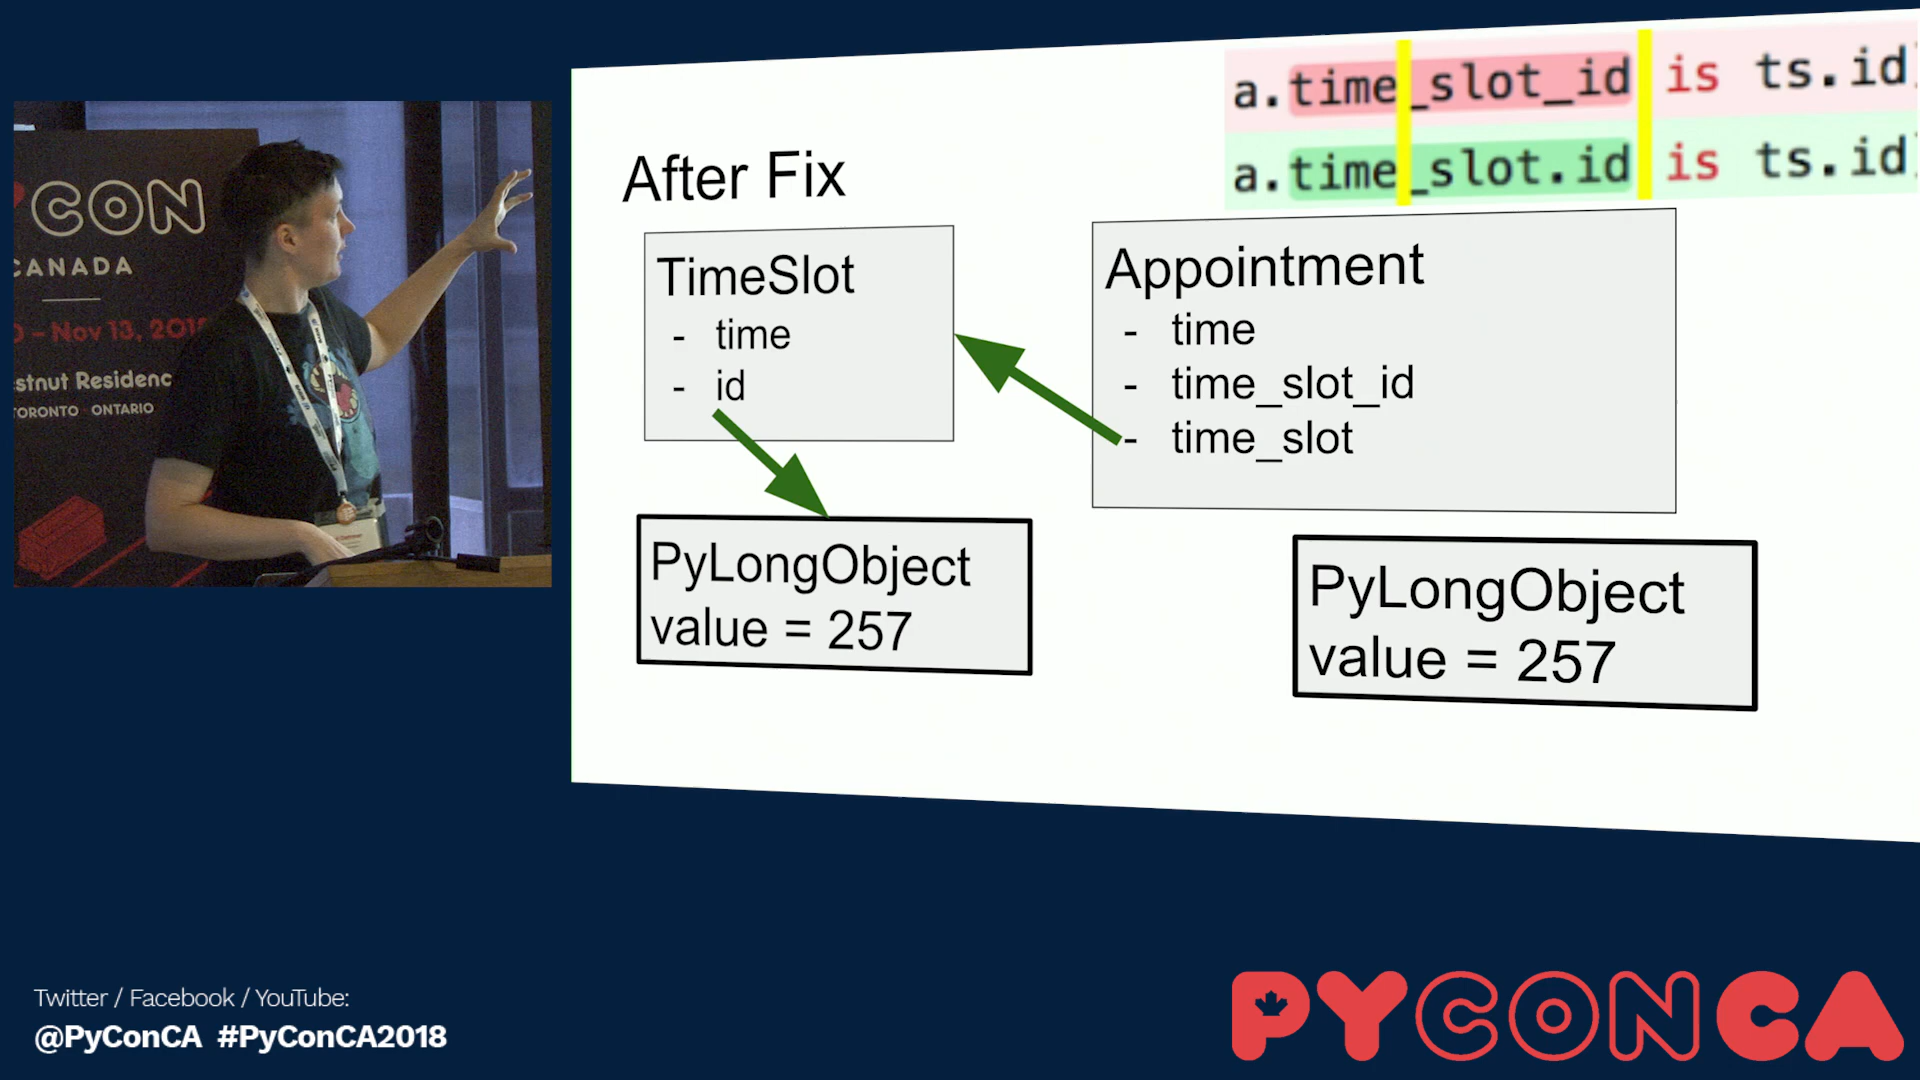 CON
CANADA
- Nov 13, 201
stnut Residenc
TORONTO ONTARIO
a.time_slot_id is ts.id
a.time_slot.id is ts.id
After Fix
TimeSlot
- time
- id
Appointment
- time
- time_slot_id
- time_slot
PyLongObject
value = 257
PyLongObject
value = 257
Twitter / Facebook / YouTube:
@PyConCA #PyConCA2018
PYCONCA